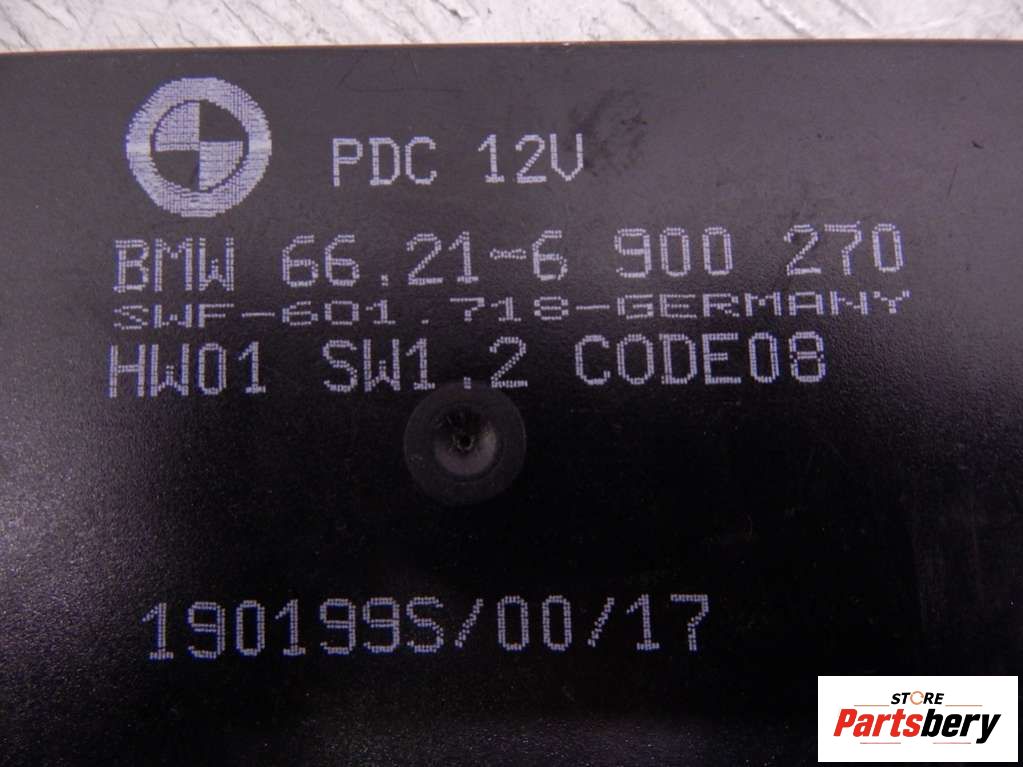 PDC 12V
BMW 66.21-6 900 270
SWF-601.718-GERMANY
HW01 SW1.2 CODE08
190199S/00/17
STORE
Partsbery